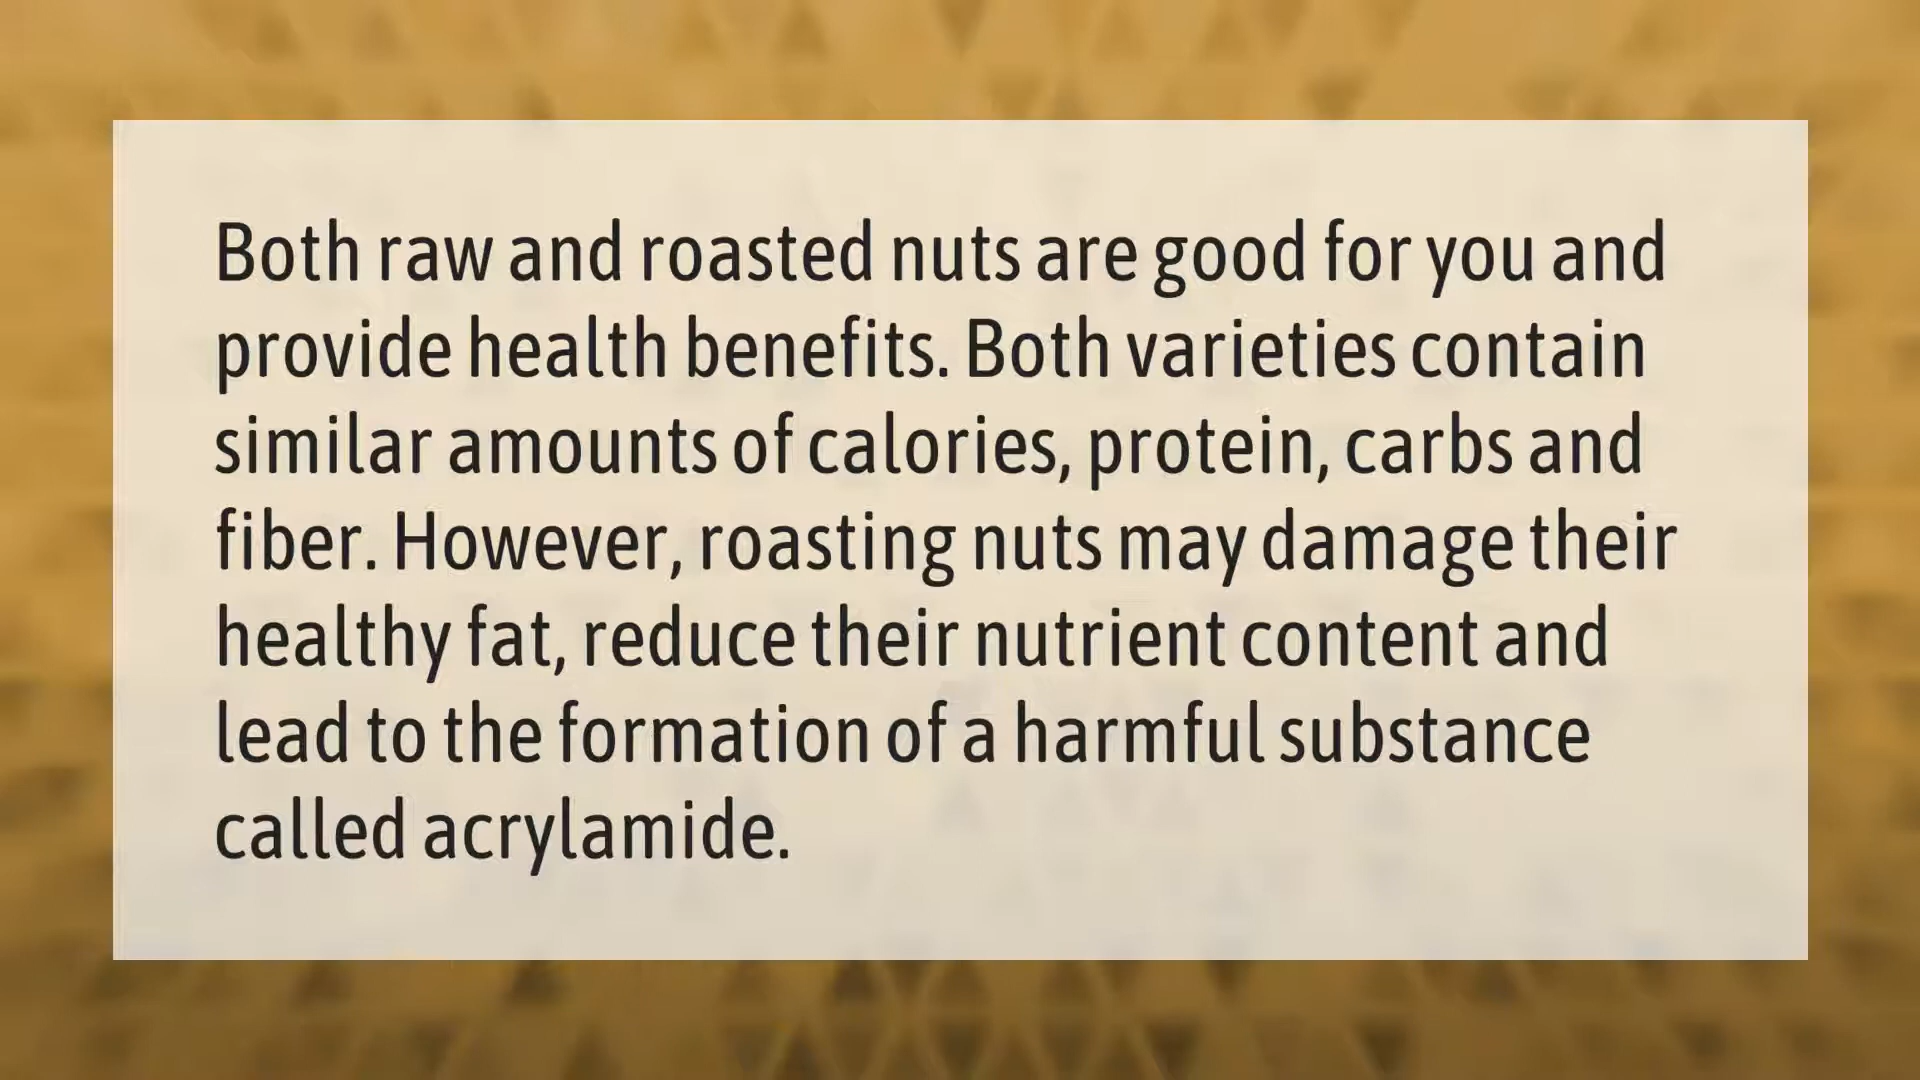 Both raw and roasted nuts are good for you and
provide health benefits. Both varieties contain
similar amounts of calories, protein, carbs and
fiber. However, roasting nuts may damage their
healthy fat, reduce their nutrient content and
lead to the formation of a harmful substance
called acrylamide.